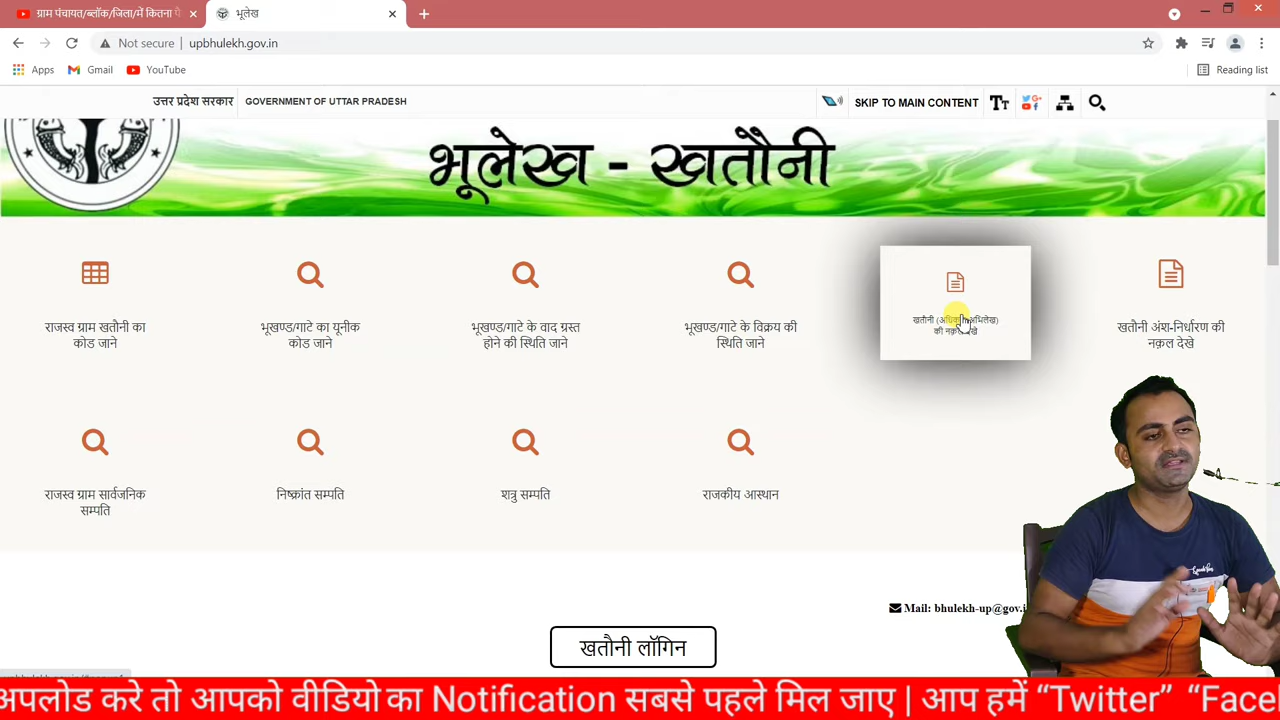 ग्राम पंचायत/ब्लॉक/जिला/में कितना पै
भूलेख
Not secure
upbhulekh.gov.in
Apps
Gmail
YouTube
Reading list
उत्तर प्रदेश सरकार
GOVERNMENT OF UTTAR PRADESH
SKIP TO MAIN CONTENT
भूलेख - खतौनी
राजस्व ग्राम खतौनी का
कोड जाने
भूखण्ड/गाटे का यूनीक
कोड जाने
भूखण्ड/गाटे के वाद ग्रस्त
होने की स्थिति जाने
भूखण्ड/गाटे के विक्रय की
स्थिति जाने
खतौनी
की नक़ल देखे
खतौनी अंश-निर्धारण की
नक़ल देखे
राजस्व ग्राम सार्वजनिक
सम्पति
निष्क्रांत सम्पति
शत्रु सम्पति
राजकीय आस्थान
Mail: bhulekh-up@gov.i
खतौनी लॉगिन
अपलोड करे तो आपको वीडियो का Notification सबसे पहले मिल जाए | आप हमें “Twitter” “Facel